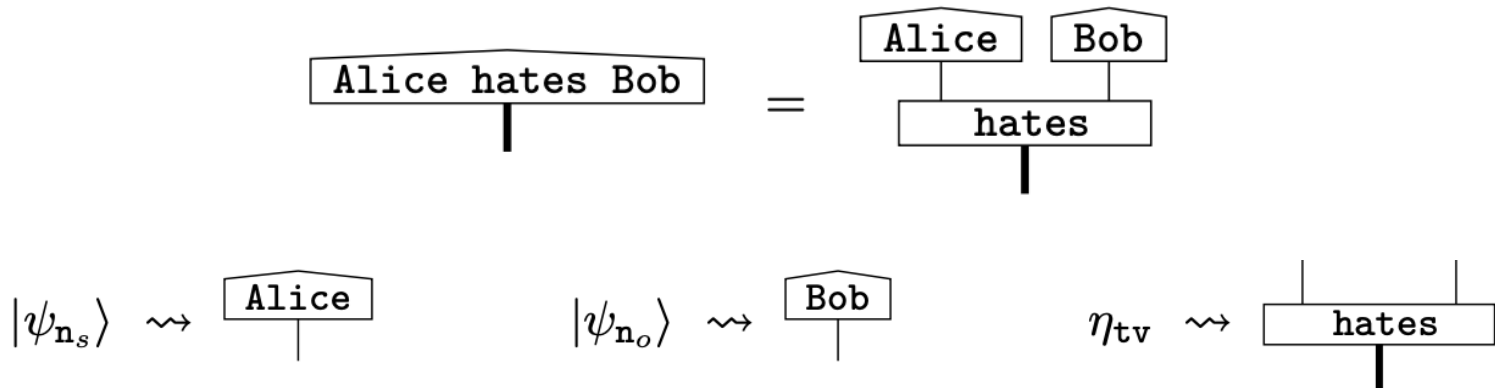 Alice Bob
Alice hates Bob = hates
|ψ_{n_s}⟩ ⇝ Alice |ψ_{n_o}⟩ ⇝ Bob η_{tv} ⇝ hates